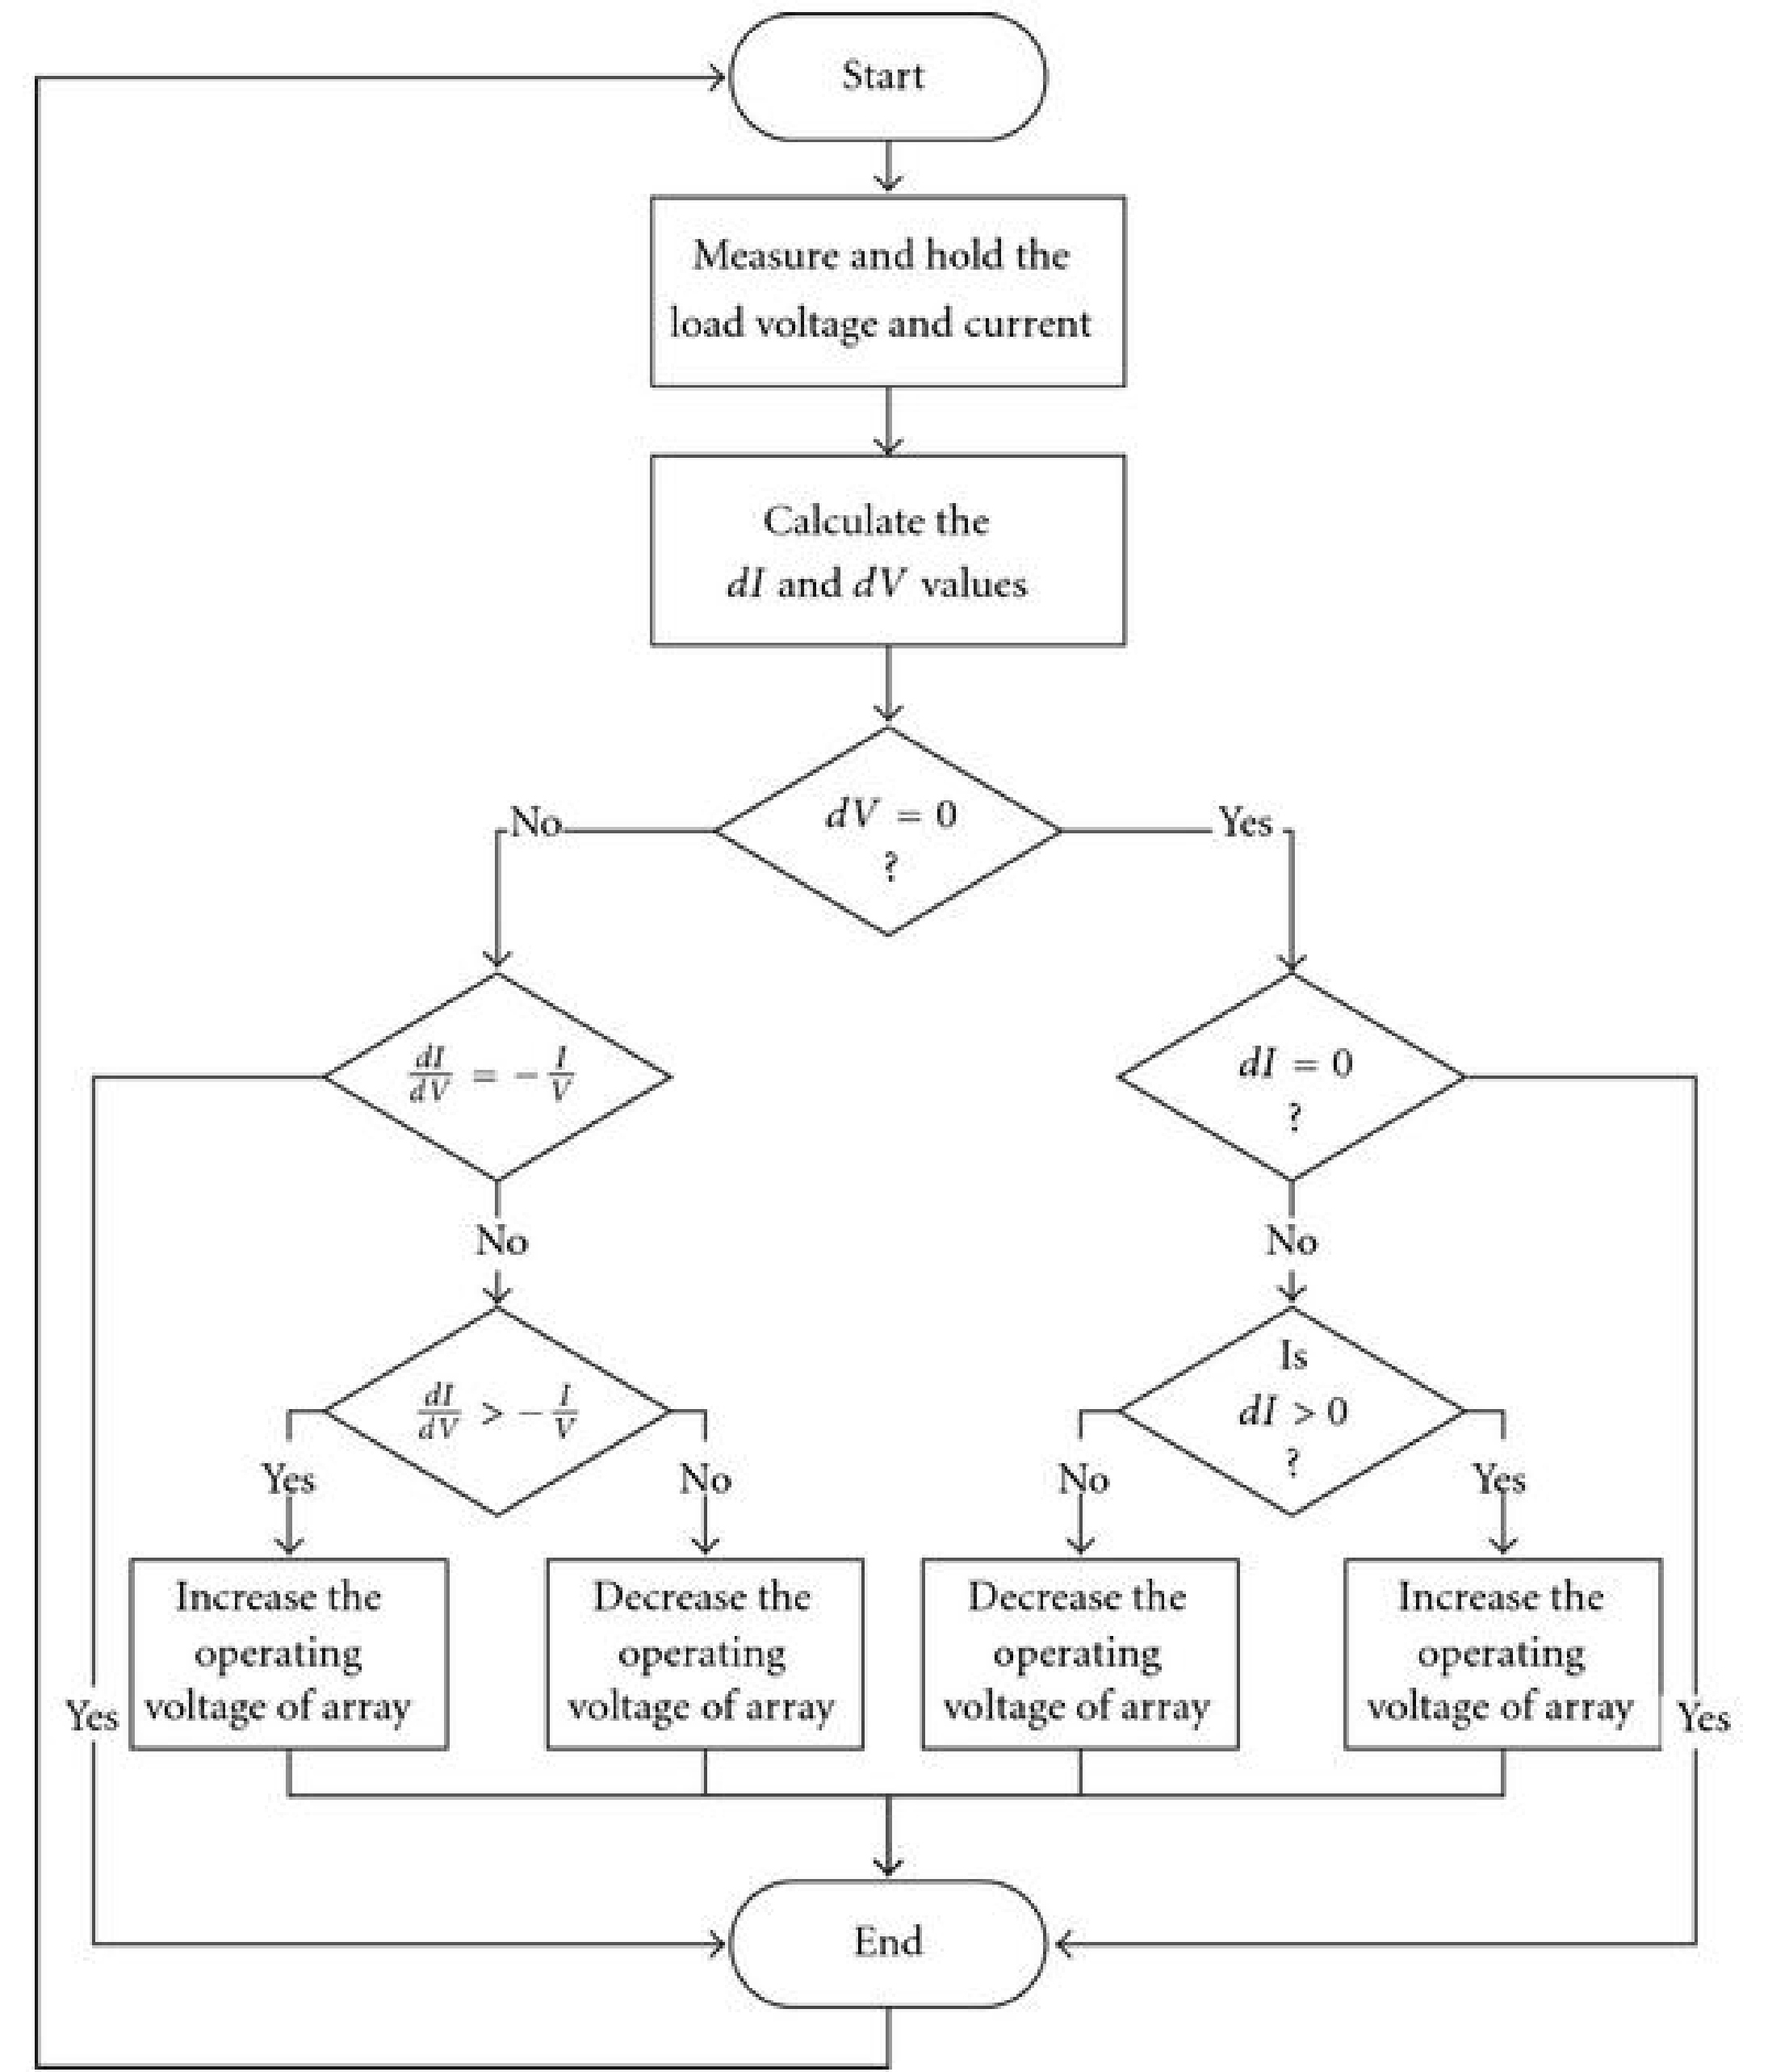 Start
Measure and hold the
load voltage and current
Calculate the
dI and dV values
dV = 0
?
No
Yes
dI/dV = -I/V
dI = 0
?
No
No
dI/dV > -I/V
Is
dI > 0
?
Yes
No
No
Yes
Increase the
operating
voltage of array
Decrease the
operating
voltage of array
Decrease the
operating
voltage of array
Increase the
operating
voltage of array
Yes
Yes
End